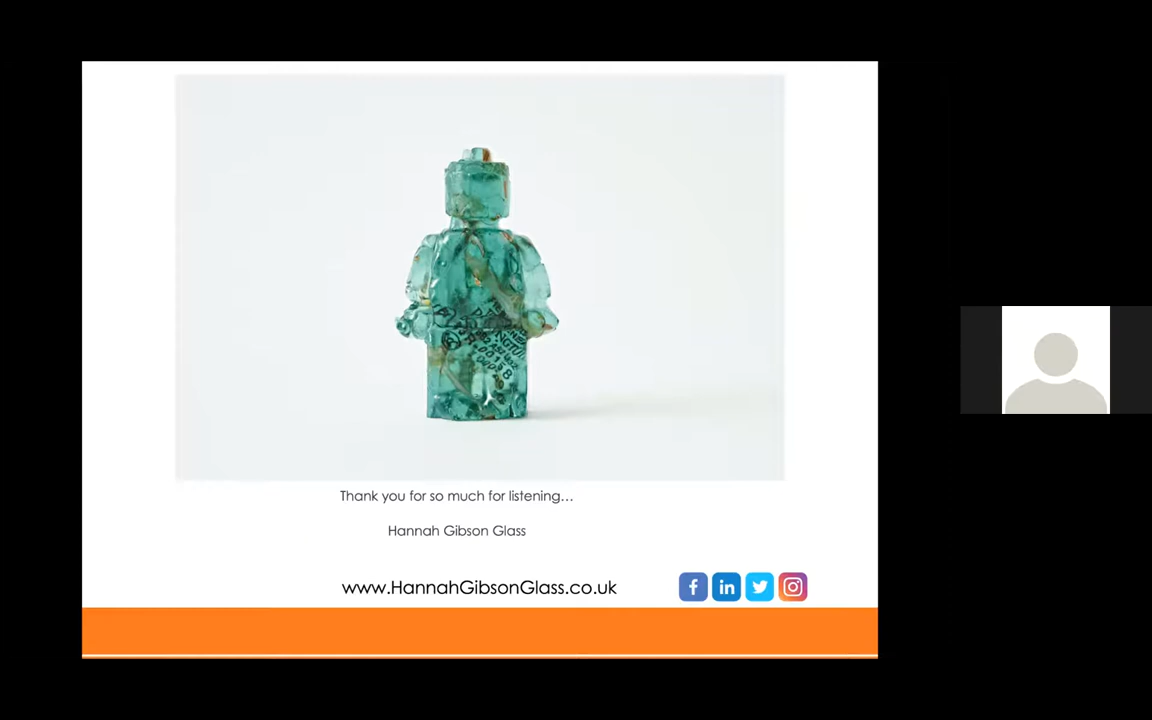 Thank you for so much for listening...
Hannah Gibson Glass
www.HannahGibsonGlass.co.uk